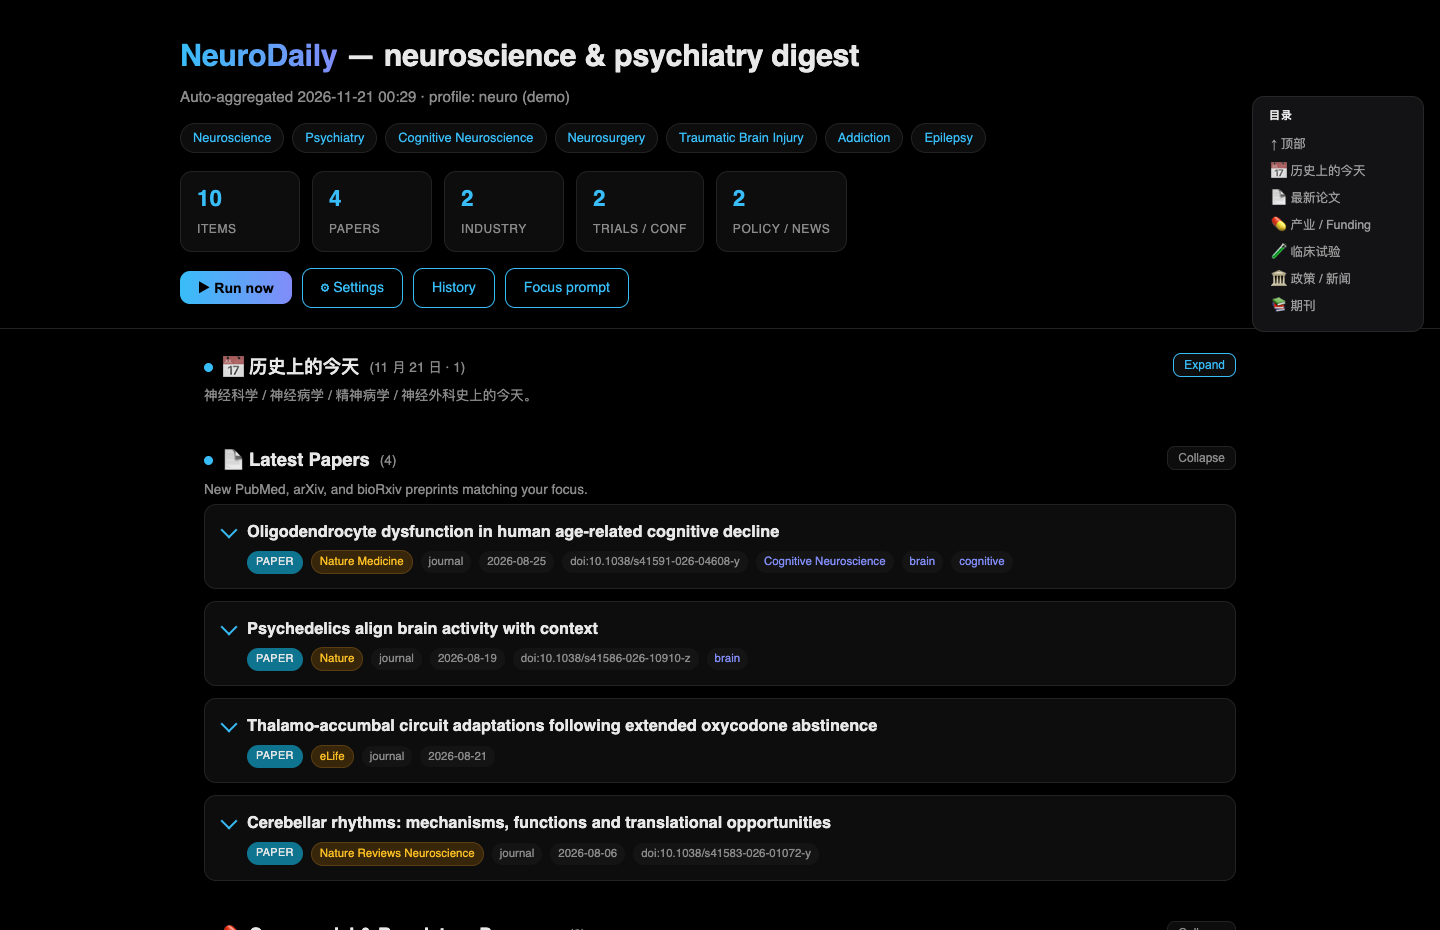 NeuroDaily — neuroscience & psychiatry digest
Auto-aggregated 2026-11-21 00:29 · profile: neuro (demo)
Neuroscience Psychiatry Cognitive Neuroscience Neurosurgery Traumatic Brain Injury Addiction Epilepsy
10 4 2 2 2
ITEMS PAPERS INDUSTRY TRIALS / CONF POLICY / NEWS
▶ Run now ⚙ Settings History Focus prompt
目录
↑ 顶部
📅 历史上的今天
📄 最新论文
💊 产业 / Funding
🧪 临床试验
🏛️ 政策 / 新闻
📚 期刊
📅 历史上的今天 (11 月 21 日 · 1) Expand
神经科学 / 神经病学 / 精神病学 / 神经外科史上的今天。
📄 Latest Papers (4) Collapse
New PubMed, arXiv, and bioRxiv preprints matching your focus.
Oligodendrocyte dysfunction in human age-related cognitive decline
PAPER Nature Medicine journal 2026-08-25 doi:10.1038/s41591-026-04608-y Cognitive Neuroscience brain cognitive
Psychedelics align brain activity with context
PAPER Nature journal 2026-08-19 doi:10.1038/s41586-026-10910-z brain
Thalamo-accumbal circuit adaptations following extended oxycodone abstinence
PAPER eLife journal 2026-08-21
Cerebellar rhythms: mechanisms, functions and translational opportunities
PAPER Nature Reviews Neuroscience journal 2026-08-06 doi:10.1038/s41583-026-01072-y